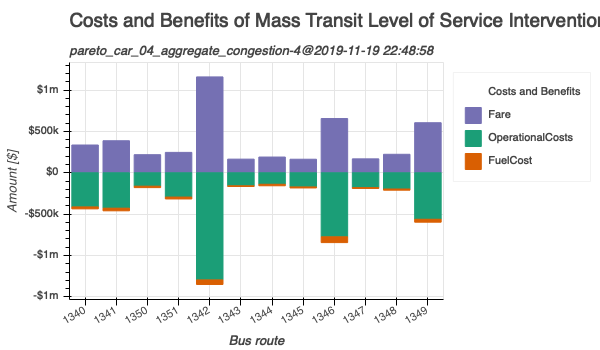 Costs and Benefits of Mass Transit Level of Service Intervention
pareto_car_04_aggregate_congestion-4@2019-11-19 22:48:58
Costs and Benefits
Fare
OperationalCosts
FuelCost
Amount [$]
$1m
$500k
$0
-$500k
-$1m
-$1m
1340
1341
1350
1351
1342
1343
1344
1345
1346
1347
1348
1349
Bus route